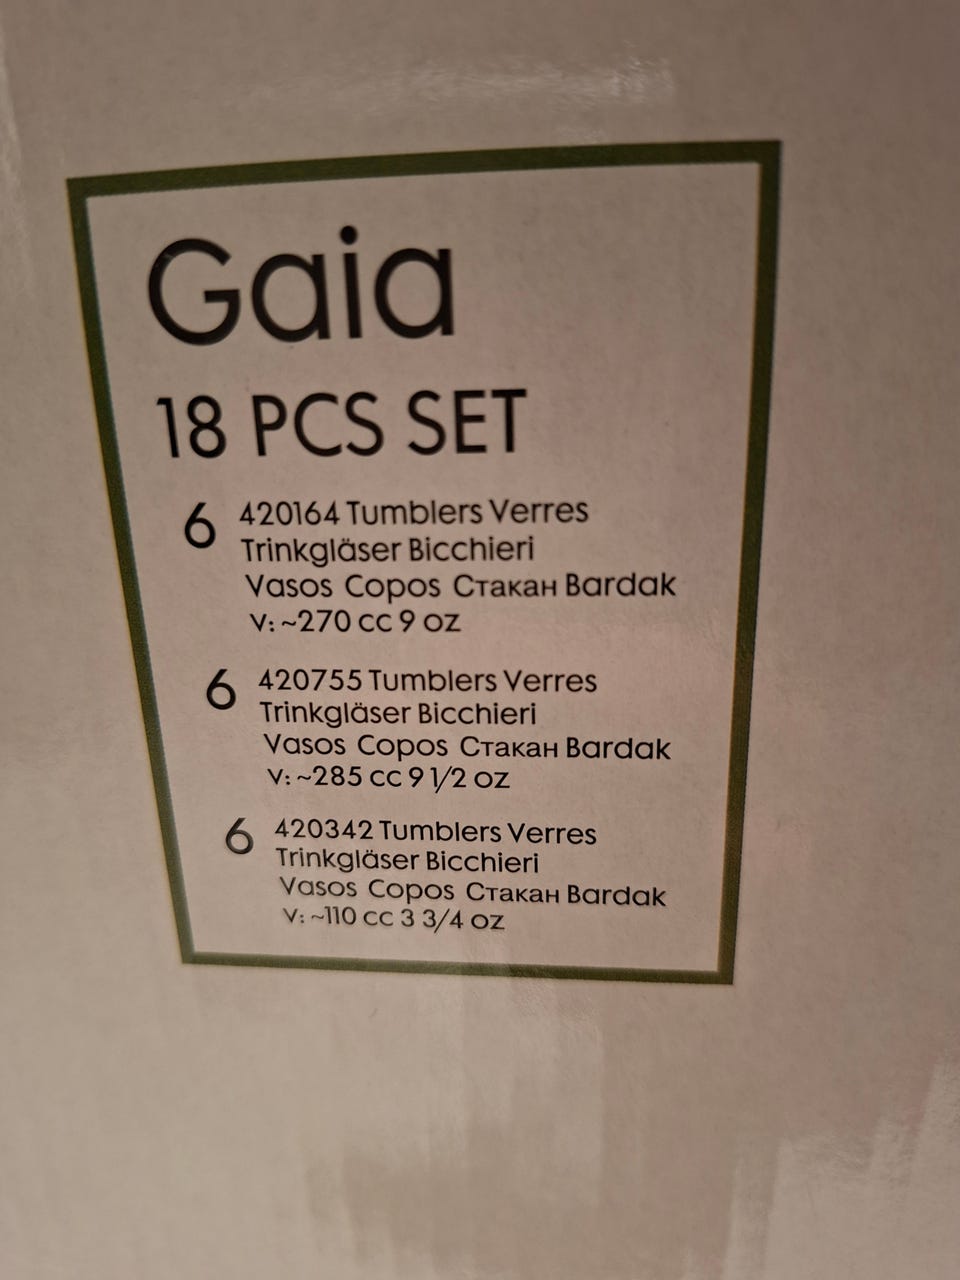 Gaia
18 PCS SET
6 420164 Tumblers Verres
Trinkgläser Bicchieri
Vasos Copos Стакан Bardak
V: ~270 cc 9 oz
6 420755 Tumblers Verres
Trinkgläser Bicchieri
Vasos Copos Стакан Bardak
V: ~285 cc 9 1/2 oz
6 420342 Tumblers Verres
Trinkgläser Bicchieri
Vasos Copos Стакан Bardak
V: ~110 cc 3 3/4 oz